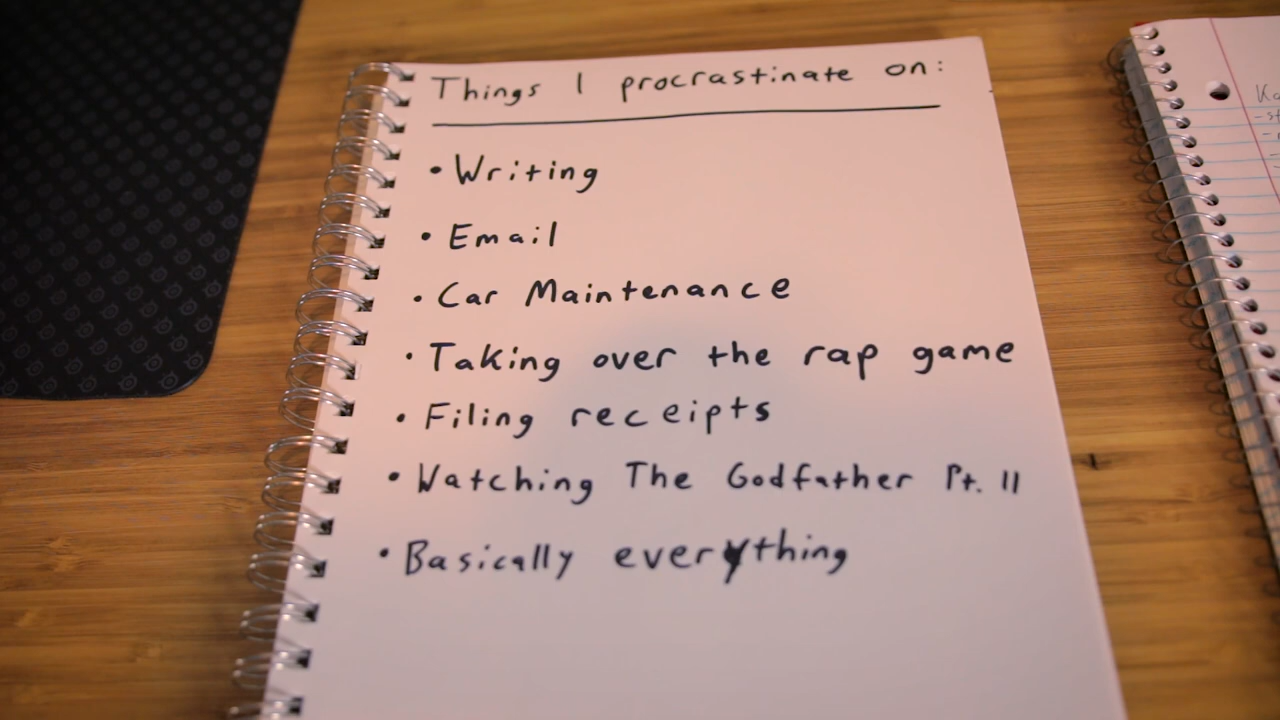 Things I procrastinate on:
• Writing
• Email
• Car Maintenance
• Taking over the rap game
• Filing receipts
• Watching The Godfather Pt. II
• Basically everything